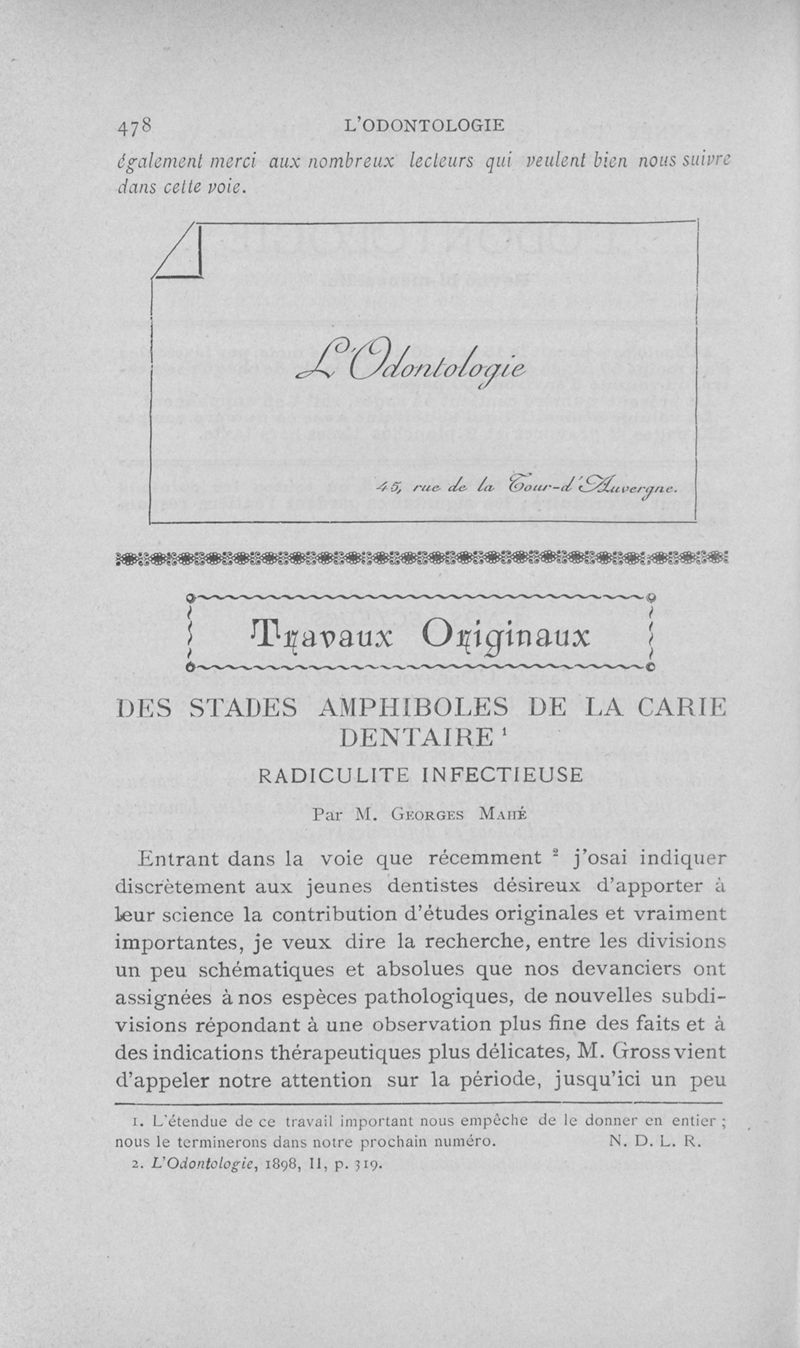 478 L'ODONTOLOGIE
également merci aux nombreux lecteurs qui veulent bien nous suivre
dans cette voie.
L'Odontologie
45, rue de la Tour-d'Auvergne.
Travaux Originaux
DES STADES AMPHIBOLES DE LA CARIE
DENTAIRE ¹
RADICULITE INFECTIEUSE
Par M. GEORGES MAHÉ
Entrant dans la voie que récemment ² j'osai indiquer
discrètement aux jeunes dentistes désireux d'apporter à
leur science la contribution d'études originales et vraiment
importantes, je veux dire la recherche, entre les divisions
un peu schématiques et absolues que nos devanciers ont
assignées à nos espèces pathologiques, de nouvelles subdi-
visions répondant à une observation plus fine des faits et à
des indications thérapeutiques plus délicates, M. Gross vient
d'appeler notre attention sur la période, jusqu'ici un peu
1. L'étendue de ce travail important nous empêche de le donner en entier ;
nous le terminerons dans notre prochain numéro. N. D. L. R.
2. L'Odontologie, 1898, II, p. 319.